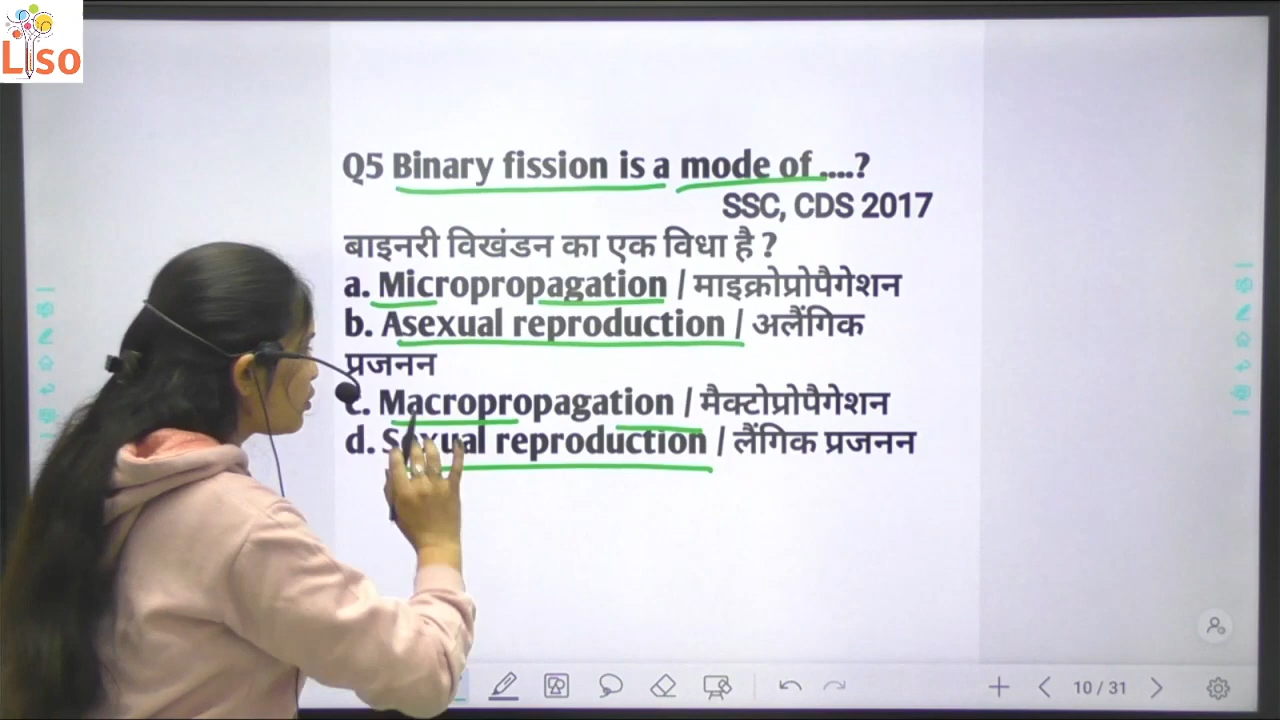 Liso
Q5 Binary fission is a mode of ....?
SSC, CDS 2017
बाइनरी विखंडन का एक विधा है ?
a. Micropropagation / माइक्रोप्रोपैगेशन
b. Asexual reproduction / अलैंगिक
प्रजनन
c. Macropropagation / मैक्टोप्रोपैगेशन
d. Sexual reproduction / लैंगिक प्रजनन
10 / 31